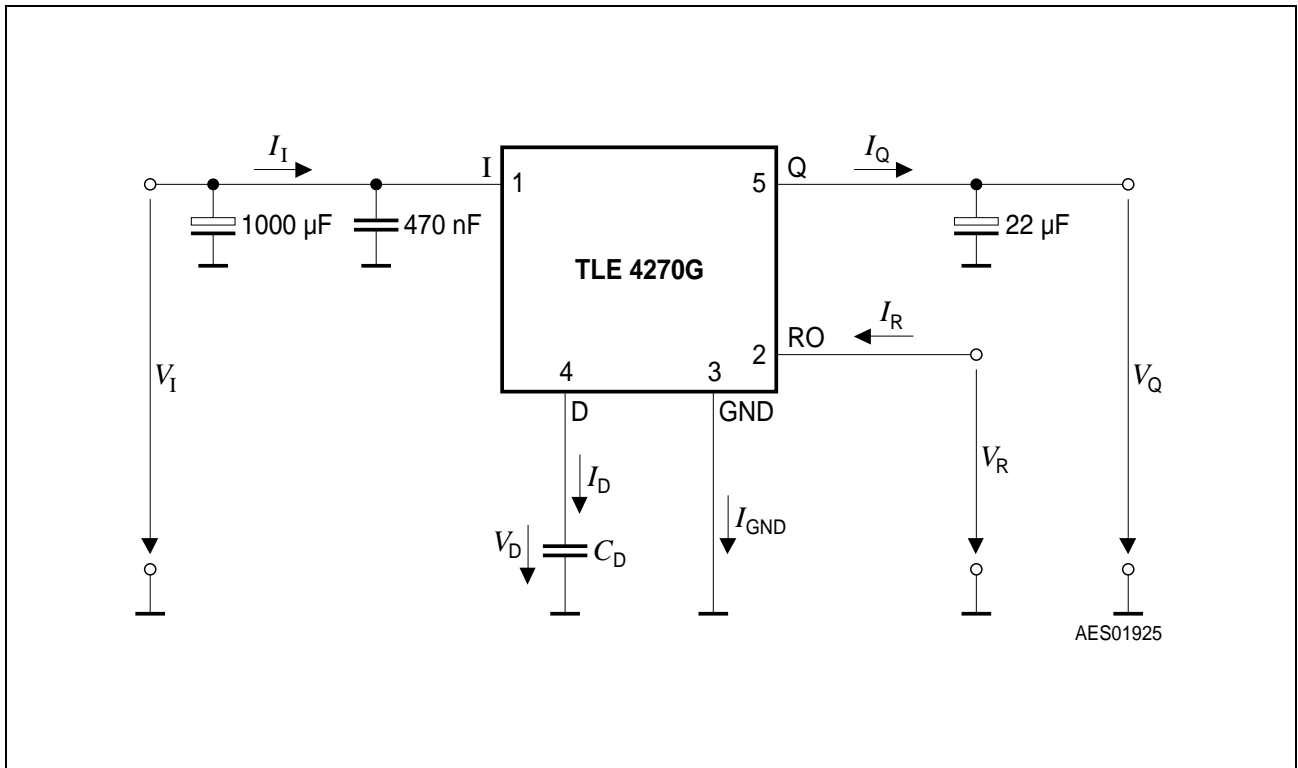 I_I
I
1
5
Q
I_Q
1000 µF
470 nF
22 µF
TLE 4270G
I_R
RO
2
4
3
D
GND
V_I
V_Q
V_R
I_D
I_GND
V_D
C_D
AES01925